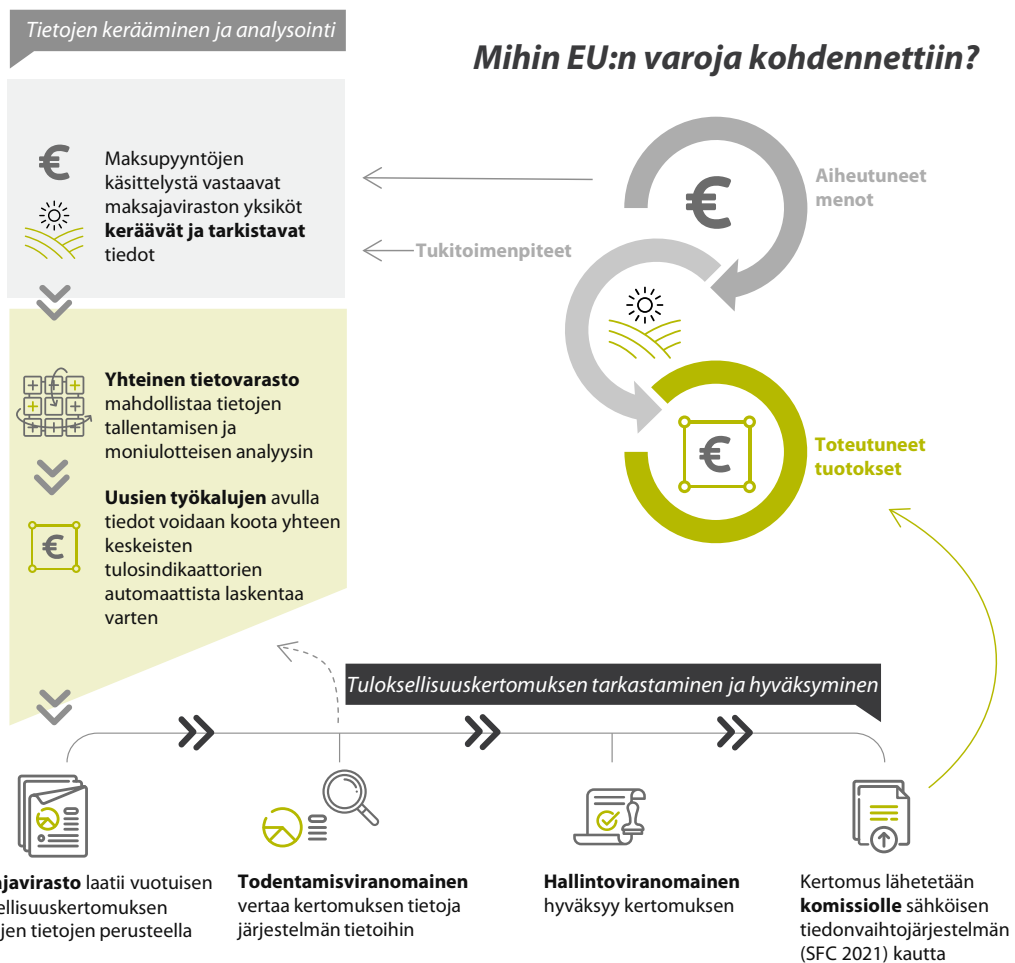 Tietojen kerääminen ja analysointi
Mihin EU:n varoja kohdennettiin?
Maksupyyntöjen
käsittelystä vastaavat
maksajaviraston yksiköt
keräävät ja tarkistavat
tiedot
Aiheutuneet
menot
Tukitoimenpiteet
Yhteinen tietovarasto
mahdollistaa tietojen
tallentamisen ja
moniulotteisen analyysin
Uusien työkalujen avulla
tiedot voidaan koota yhteen
keskeisten
tulosindikaattorien
automaattista laskentaa
varten
Toteutuneet
tuotokset
Tuloksellisuuskertomuksen tarkastaminen ja hyväksyminen
laatii vuotuisen
tietojen perusteella
Todentamisviranomainen
vertaa kertomuksen tietoja
järjestelmän tietoihin
Hallintoviranomainen
hyväksyy kertomuksen
Kertomus lähetetään
komissiolle sähköisen
tiedonvaihtojärjestelmän
(SFC 2021) kautta